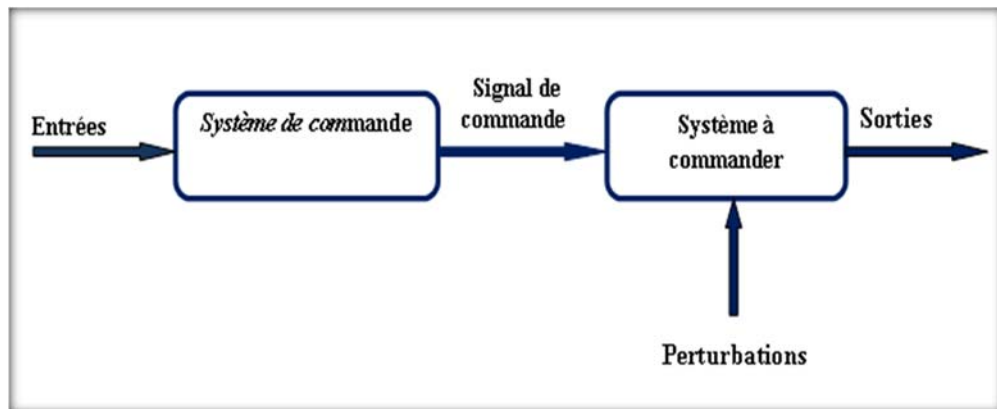 Entrées
Système de commande
Signal de
commande
Système à
commander
Sorties
Perturbations